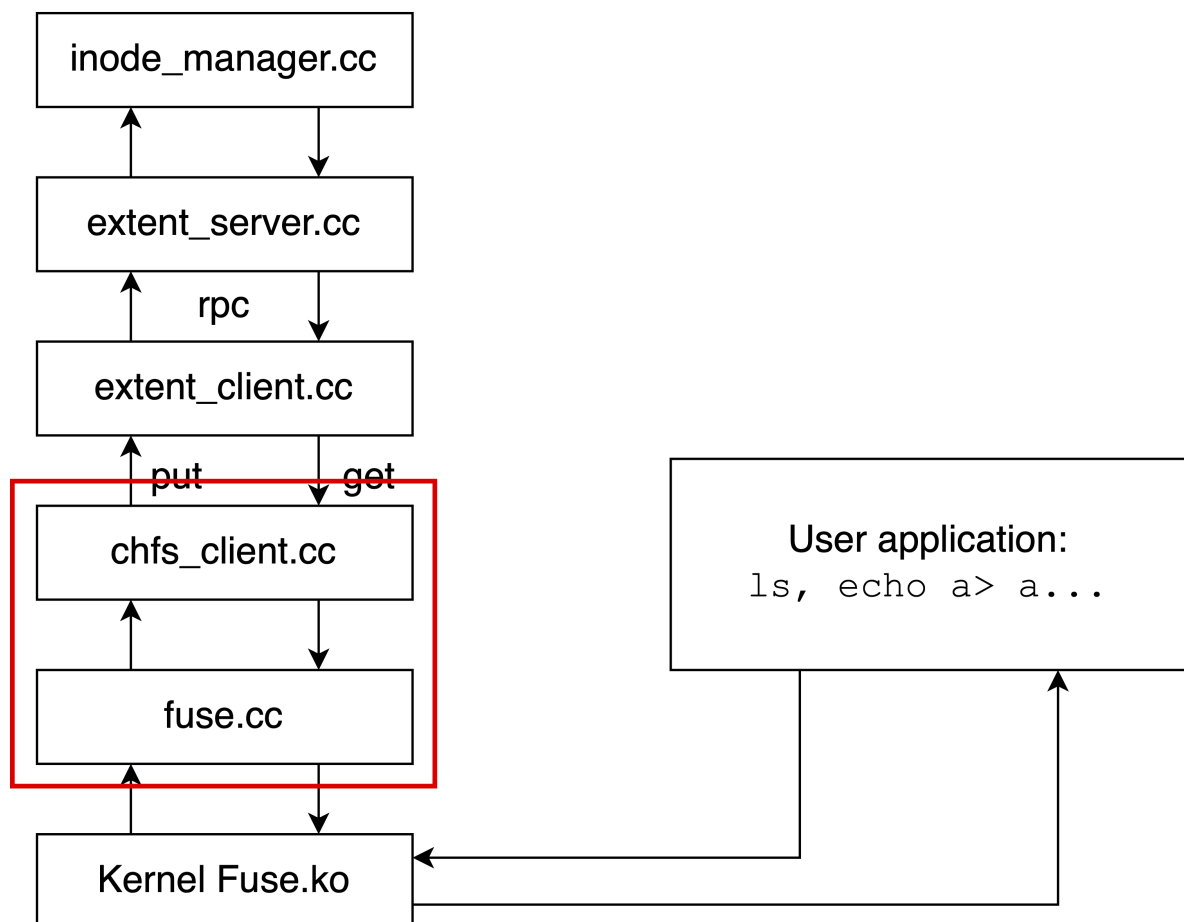 inode_manager.cc
extent_server.cc
rpc
extent_client.cc
put get
chfs_client.cc
fuse.cc
Kernel Fuse.ko
User application:
ls, echo a> a...